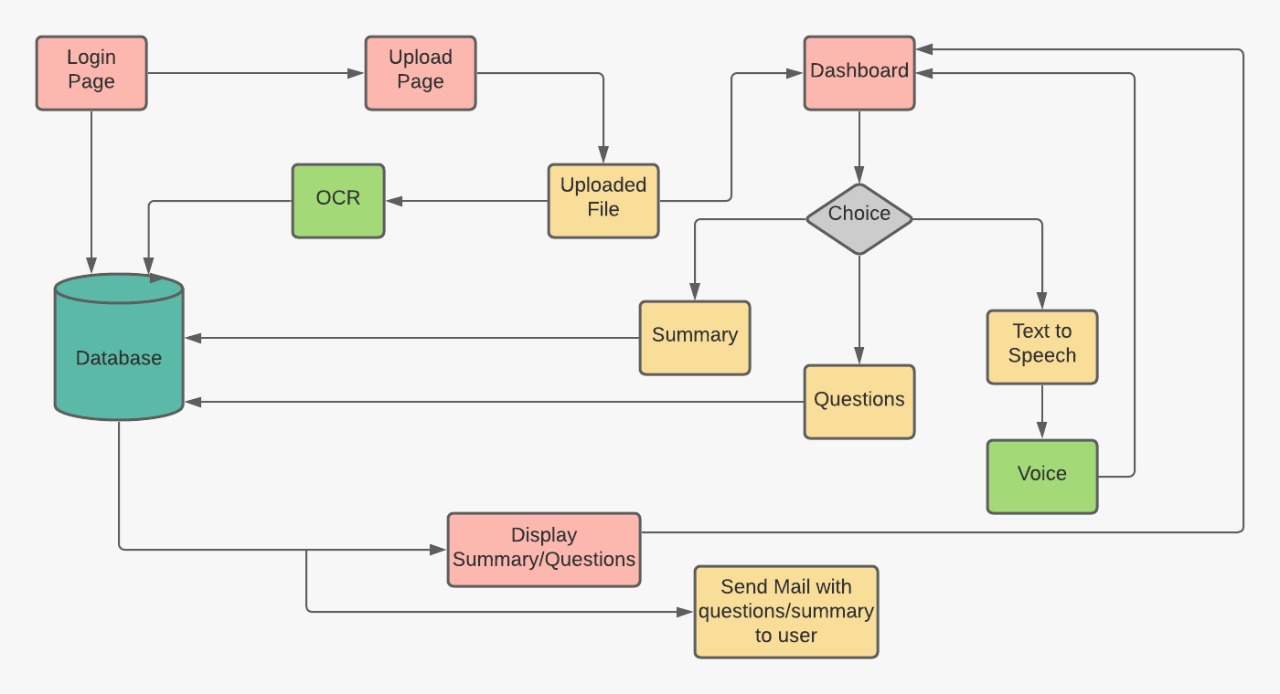 Login
Page
Upload
Page
Dashboard
OCR
Uploaded
File
Choice
Database
Summary
Text to
Speech
Questions
Voice
Display
Summary/Questions
Send Mail with
questions/summary
to user